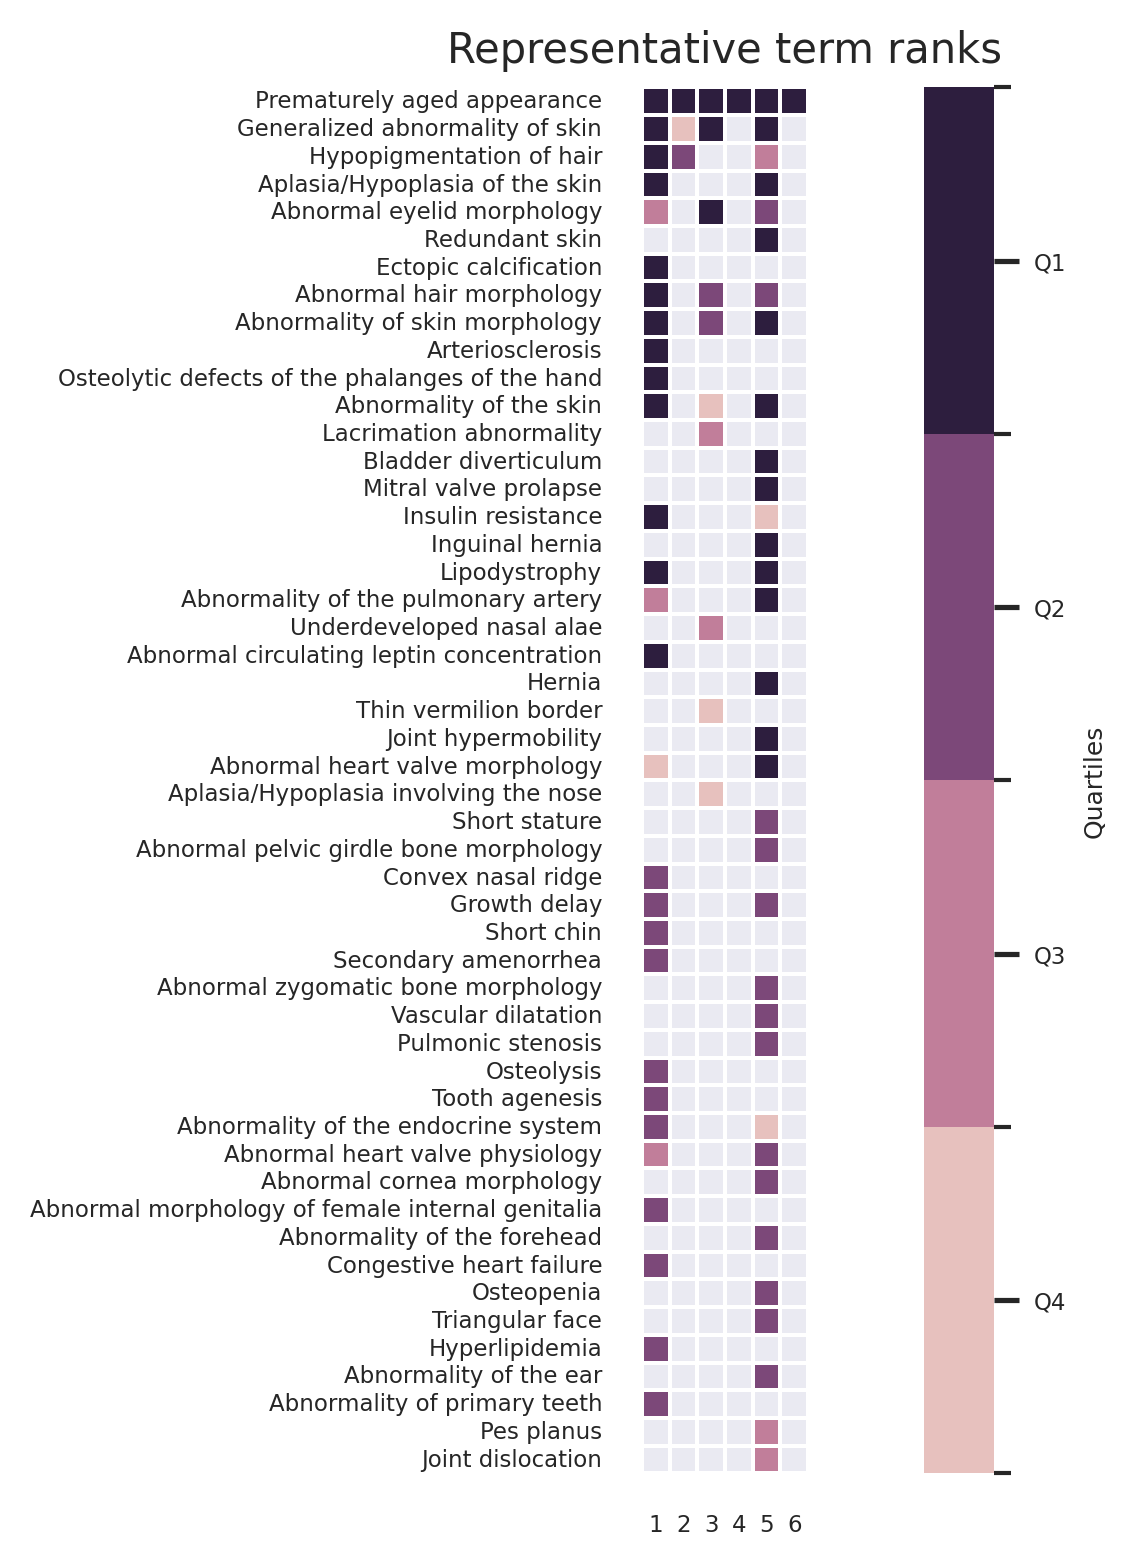 Representative term ranks
Prematurely aged appearance
Generalized abnormality of skin
Hypopigmentation of hair
Aplasia/Hypoplasia of the skin
Abnormal eyelid morphology
Redundant skin
Ectopic calcification
Abnormal hair morphology
Abnormality of skin morphology
Arteriosclerosis
Osteolytic defects of the phalanges of the hand
Abnormality of the skin
Lacrimation abnormality
Bladder diverticulum
Mitral valve prolapse
Insulin resistance
Inguinal hernia
Lipodystrophy
Abnormality of the pulmonary artery
Underdeveloped nasal alae
Abnormal circulating leptin concentration
Hernia
Thin vermilion border
Joint hypermobility
Abnormal heart valve morphology
Aplasia/Hypoplasia involving the nose
Short stature
Abnormal pelvic girdle bone morphology
Convex nasal ridge
Growth delay
Short chin
Secondary amenorrhea
Abnormal zygomatic bone morphology
Vascular dilatation
Pulmonic stenosis
Osteolysis
Tooth agenesis
Abnormality of the endocrine system
Abnormal heart valve physiology
Abnormal cornea morphology
Abnormal morphology of female internal genitalia
Abnormality of the forehead
Congestive heart failure
Osteopenia
Triangular face
Hyperlipidemia
Abnormality of the ear
Abnormality of primary teeth
Pes planus
Joint dislocation
1 2 3 4 5 6
Q1
Q2
Q3
Q4
Quartiles